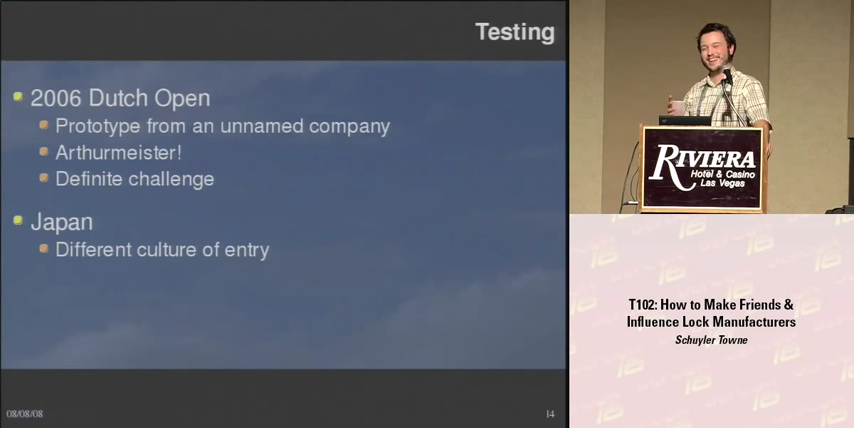 Testing
2006 Dutch Open
Prototype from an unnamed company
Arthurmeister!
Definite challenge
Japan
Different culture of entry
08/08/08
14
RIVIERA
Hotel & Casino
Las Vegas
T102: How to Make Friends &
Influence Lock Manufacturers
Schuyler Towne